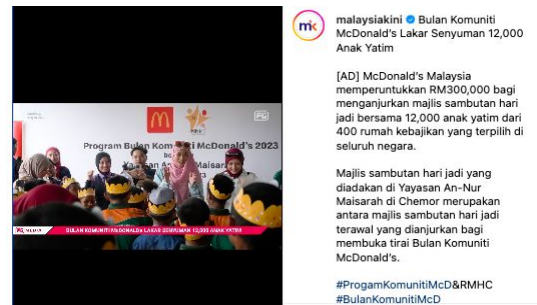 malaysiakini Bulan Komuniti
McDonald's Lakar Senyuman 12,000
Anak Yatim
[AD] McDonald's Malaysia
memperuntukkan RM300,000 bagi
menganjurkan majlis sambutan hari
jadi bersama 12,000 anak yatim dari
400 rumah kebajikan yang terpilih di
seluruh negara.
Majlis sambutan hari jadi yang
diadakan di Yayasan An-Nur
Maisarah di Chemor merupakan
antara majlis sambutan hari jadi
terawal yang dianjurkan bagi
membuka tirai Bulan Komuniti
McDonald's.
#ProgamKomunitiMcD&RMHC
#BulanKomunitiMcD
mk
Program Bulan Komuniti McDonald's 2023
Maisarah
BULAN KOMUNITI McDONALD's LAKAR SENYUMAN 12,000 ANAK YATIM